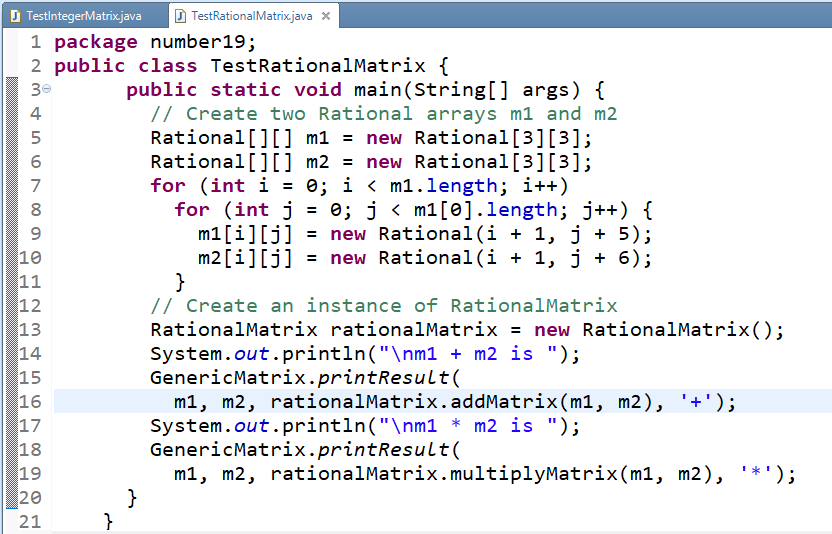 TestIntegerMatrix.java TestRationalMatrix.java
1 package number19;
2 public class TestRationalMatrix {
3 public static void main(String[] args) {
4 // Create two Rational arrays m1 and m2
5 Rational[][] m1 = new Rational[3][3];
6 Rational[][] m2 = new Rational[3][3];
7 for (int i = 0; i < m1.length; i++)
8 for (int j = 0; j < m1[0].length; j++) {
9 m1[i][j] = new Rational(i + 1, j + 5);
10 m2[i][j] = new Rational(i + 1, j + 6);
11 }
12 // Create an instance of RationalMatrix
13 RationalMatrix rationalMatrix = new RationalMatrix();
14 System.out.println("\nm1 + m2 is ");
15 GenericMatrix.printResult(
16 m1, m2, rationalMatrix.addMatrix(m1, m2), '+');
17 System.out.println("\nm1 * m2 is ");
18 GenericMatrix.printResult(
19 m1, m2, rationalMatrix.multiplyMatrix(m1, m2), '*');
20 }
21 }